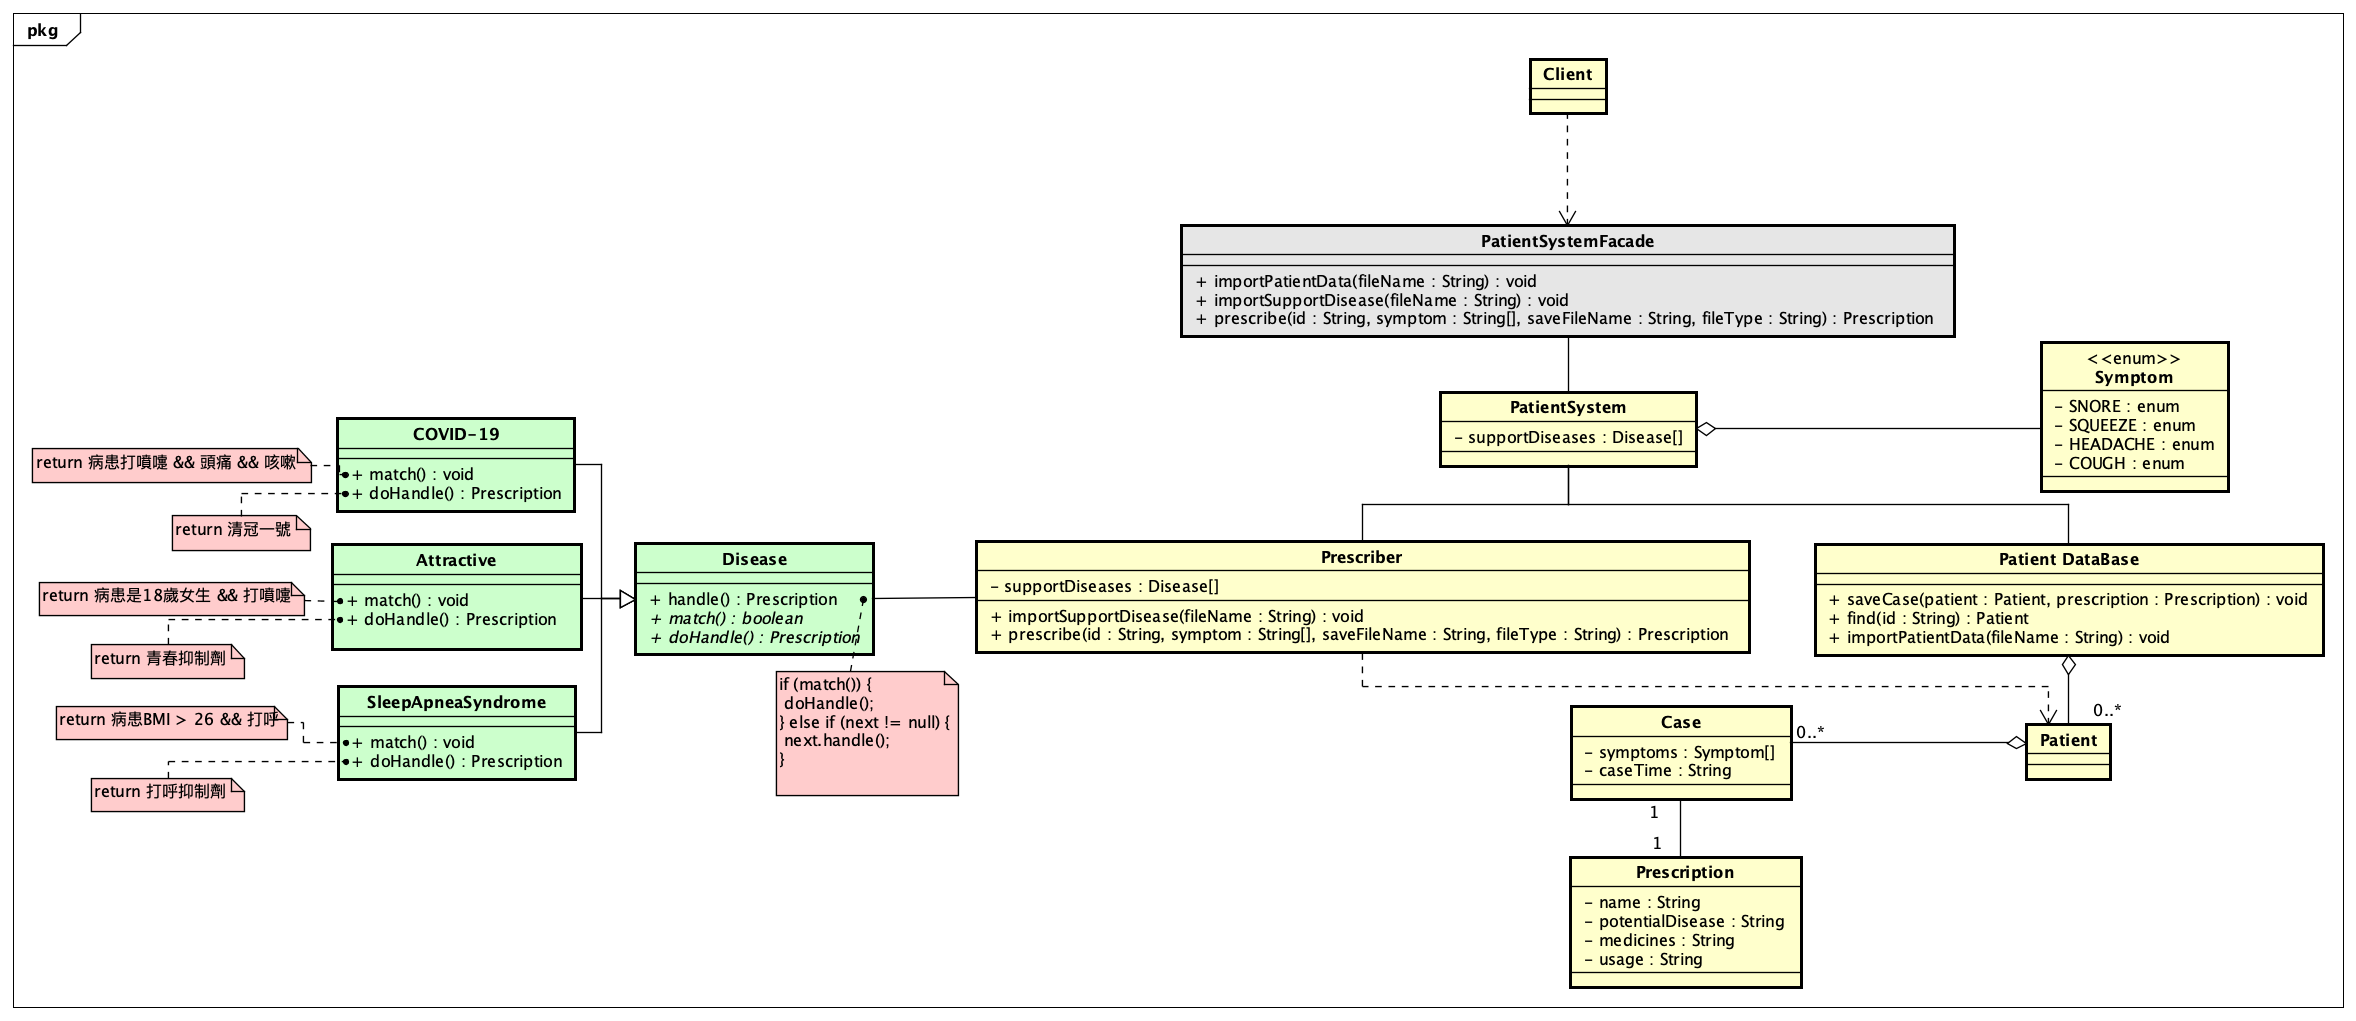 pkg
Client
PatientSystemFacade
+ importPatientData(fileName : String) : void
+ importSupportDisease(fileName : String) : void
+ prescribe(id : String, symptom : String[], saveFileName : String, fileType : String) : Prescription
<<enum>>
Symptom
- SNORE : enum
- SQUEEZE : enum
- HEADACHE : enum
- COUGH : enum
PatientSystem
- supportDiseases : Disease[]
COVID-19
+ match() : void
+ doHandle() : Prescription
return 病患打噴嚏 && 頭痛 && 咳嗽
return 清冠一號
Attractive
+ match() : void
+ doHandle() : Prescription
return 病患是18歲女生 && 打噴嚏
return 青春抑制劑
SleepApneaSyndrome
+ match() : void
+ doHandle() : Prescription
return 病患BMI > 26 && 打呼
return 打呼抑制劑
Disease
+ handle() : Prescription
+ match() : boolean
+ doHandle() : Prescription
if (match()) {
doHandle();
} else if (next != null) {
next.handle();
}
Prescriber
- supportDiseases : Disease[]
+ importSupportDisease(fileName : String) : void
+ prescribe(id : String, symptom : String[], saveFileName : String, fileType : String) : Prescription
Patient DataBase
+ saveCase(patient : Patient, prescription : Prescription) : void
+ find(id : String) : Patient
+ importPatientData(fileName : String) : void
0..*
Patient
0..*
Case
- symptoms : Symptom[]
- caseTime : String
1
1
Prescription
- name : String
- potentialDisease : String
- medicines : String
- usage : String